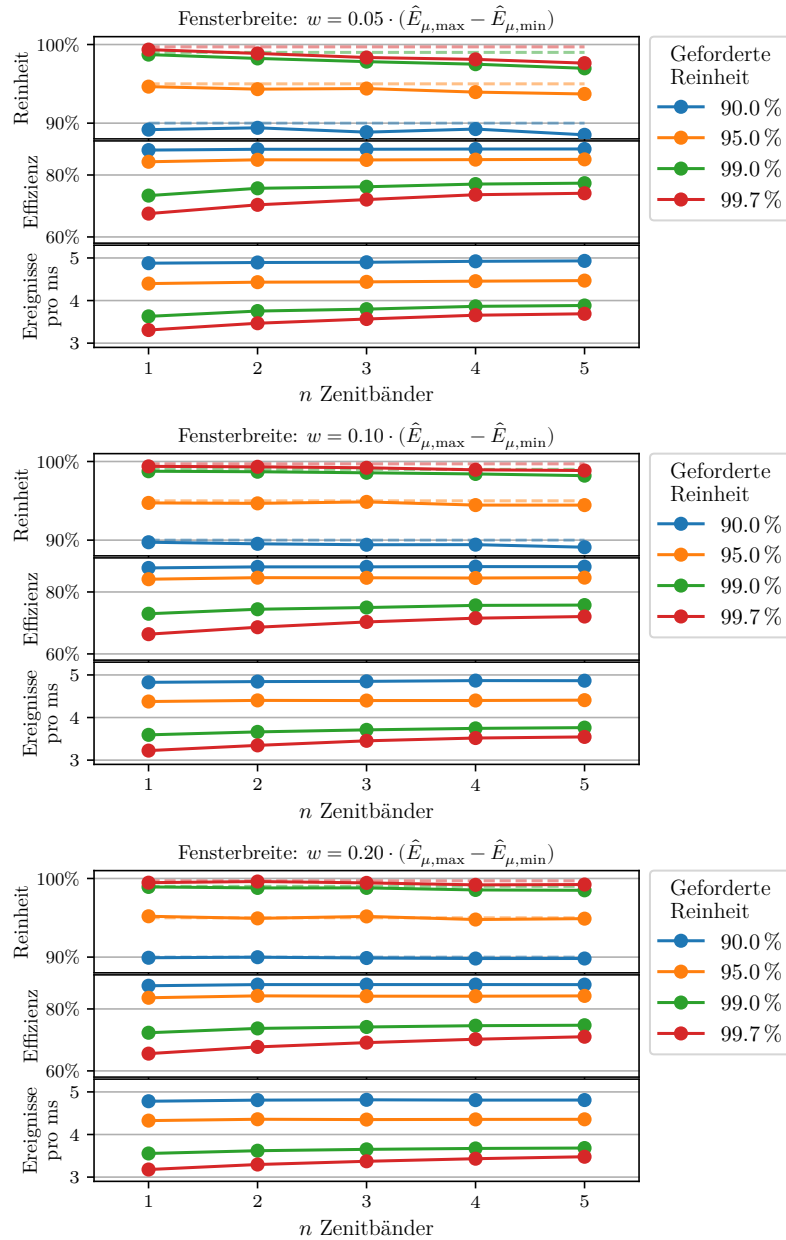 Fensterbreite: w = 0.05 · (Ê_μ,max − Ê_μ,min)
100%
90%
Reinheit
80%
60%
Effizienz
5
4
3
Ereignisse
pro ms
1 2 3 4 5
n Zenitbänder
Geforderte
Reinheit
90.0 %
95.0 %
99.0 %
99.7 %
Fensterbreite: w = 0.10 · (Ê_μ,max − Ê_μ,min)
100%
90%
Reinheit
80%
60%
Effizienz
5
4
3
Ereignisse
pro ms
1 2 3 4 5
n Zenitbänder
Geforderte
Reinheit
90.0 %
95.0 %
99.0 %
99.7 %
Fensterbreite: w = 0.20 · (Ê_μ,max − Ê_μ,min)
100%
90%
Reinheit
80%
60%
Effizienz
5
4
3
Ereignisse
pro ms
1 2 3 4 5
n Zenitbänder
Geforderte
Reinheit
90.0 %
95.0 %
99.0 %
99.7 %